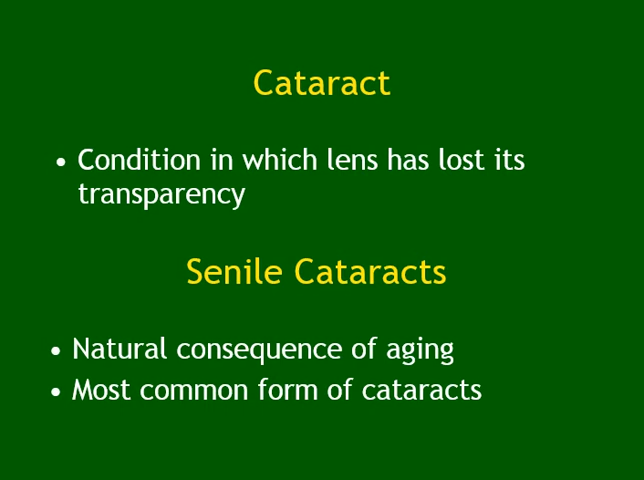 Cataract
• Condition in which lens has lost its
transparency
Senile Cataracts
• Natural consequence of aging
• Most common form of cataracts